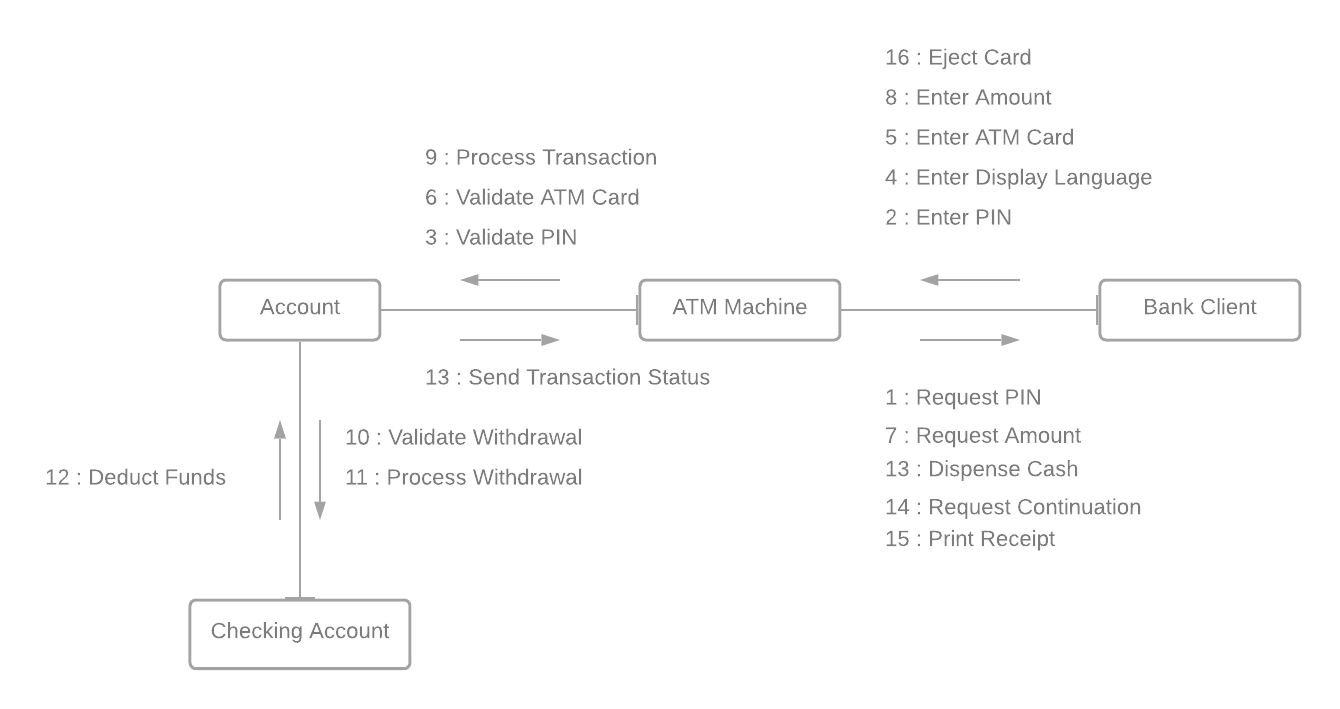 16 : Eject Card
8 : Enter Amount
5 : Enter ATM Card
4 : Enter Display Language
2 : Enter PIN
9 : Process Transaction
6 : Validate ATM Card
3 : Validate PIN
Account
ATM Machine
Bank Client
13 : Send Transaction Status
1 : Request PIN
7 : Request Amount
13 : Dispense Cash
14 : Request Continuation
15 : Print Receipt
10 : Validate Withdrawal
11 : Process Withdrawal
12 : Deduct Funds
Checking Account